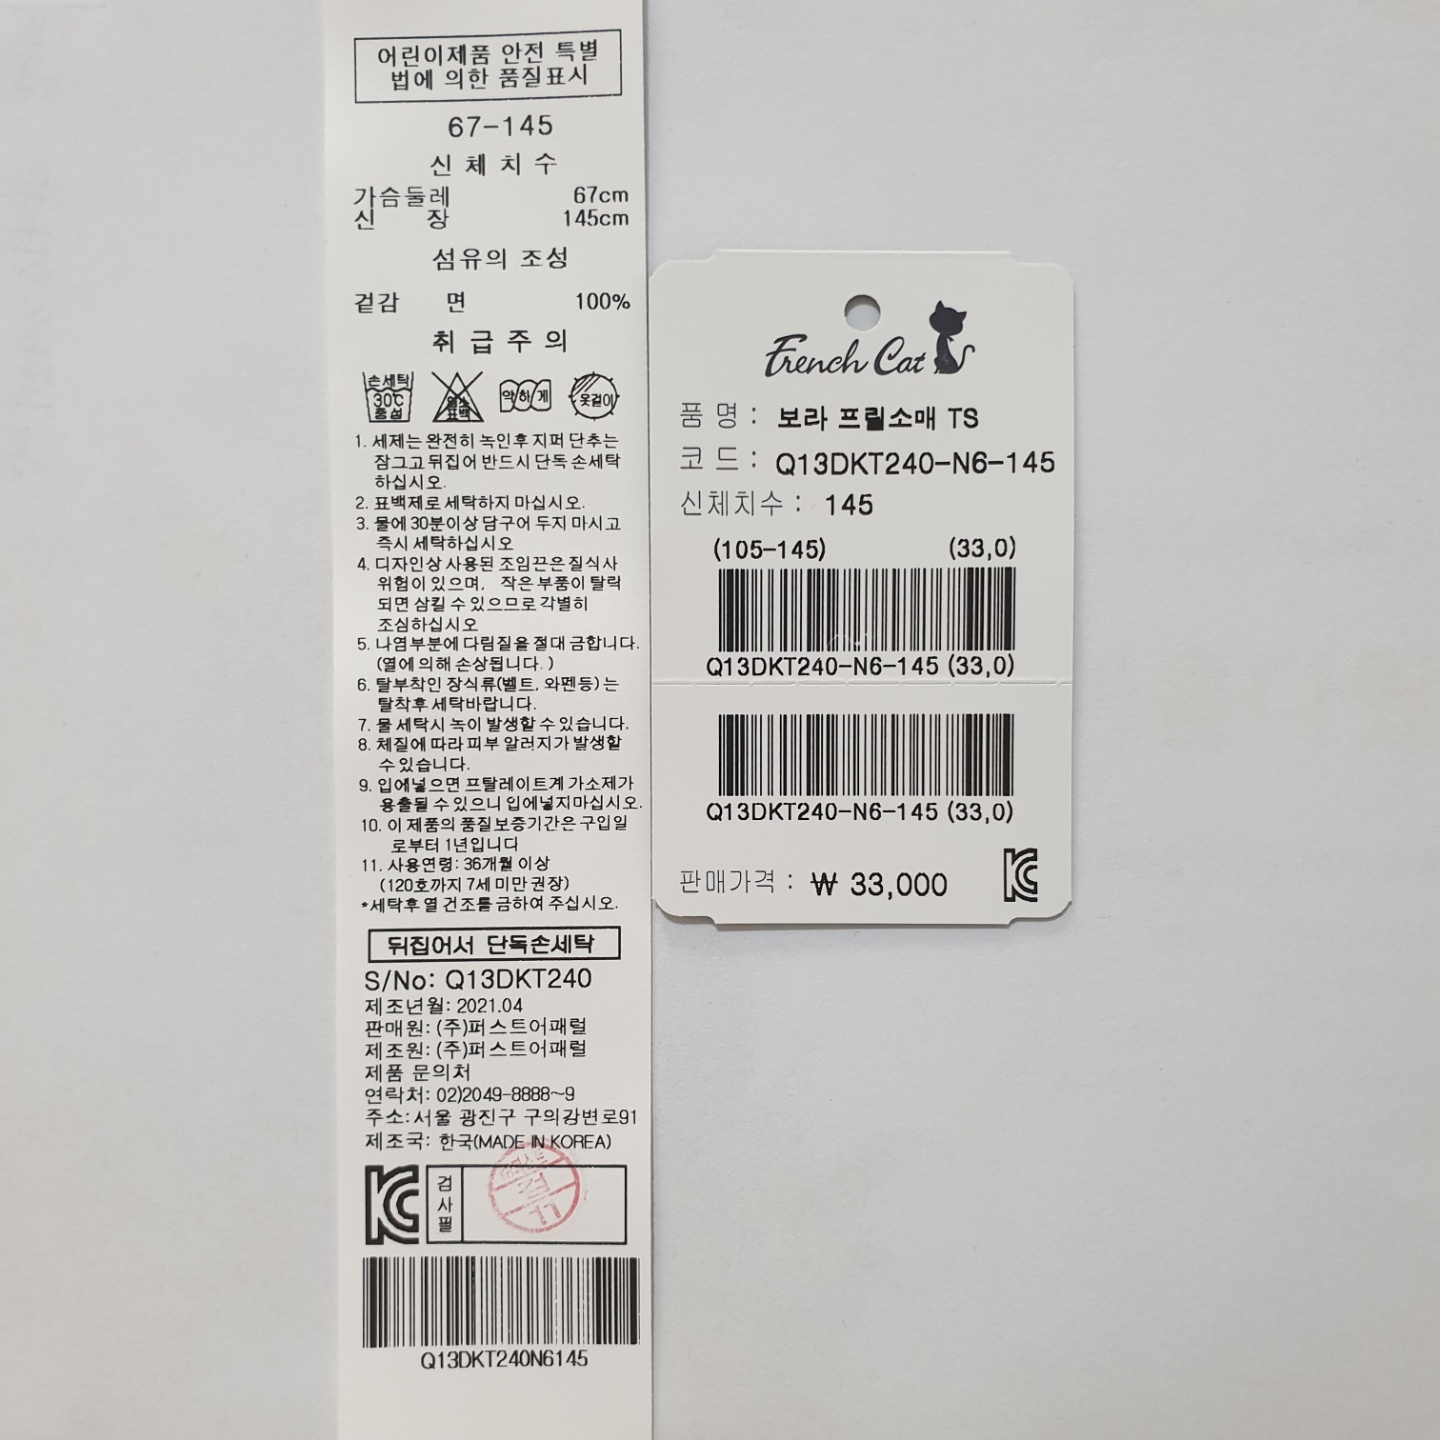 어린이제품 안전 특별
법에 의한 품질표시
67-145
신 체 치 수
가슴둘레 67cm
신 장 145cm
섬유의 조성
겉감 면 100%
취 급 주 의
손세탁
30℃
중성
염소
표백
약하게
옷걸이
1. 세제는 완전히 녹인후 지퍼 단추는
잠그고 뒤집어 반드시 단독 손세탁
하십시오.
2. 표백제로 세탁하지 마십시오.
3. 물에 30분이상 담구어 두지 마시고
즉시 세탁하십시오
4. 디자인상 사용된 조임끈은 질식사
위험이 있으며, 작은 부품이 탈락
되면 삼킬 수 있으므로 각별히
조심하십시오
5. 나염부분에 다림질을 절대 금합니다.
(열에 의해 손상됩니다. )
6. 탈부착인 장식류(벨트, 와펜등) 는
탈착후 세탁바랍니다.
7. 물 세탁시 녹이 발생할 수 있습니다.
8. 체질에 따라 피부 알러지가 발생할
수 있습니다.
9. 입에넣으면 프탈레이트계 가소제가
용출될 수 있으니 입에넣지마십시오.
10. 이 제품의 품질보증기간은 구입일
로부터 1년입니다
11. 사용연령: 36개월 이상
(120호까지 7세 미만 권장)
*세탁후 열 건조를 금하여 주십시오.
뒤집어서 단독손세탁
S/No: Q13DKT240
제조년월: 2021.04
판매원: (주)퍼스트어패럴
제조원: (주)퍼스트어패럴
제품 문의처
연락처: 02)2049-8888~9
주소:서울 광진구 구의강변로91
제조국: 한국(MADE IN KOREA)
KC
검사필
Q13DKT240N6145
French Cat
품 명 : 보라 프릴소매 TS
코 드 : Q13DKT240-N6-145
신체치수 : 145
(105-145) (33,0)
Q13DKT240-N6-145 (33,0)
Q13DKT240-N6-145 (33,0)
판매가격 : ₩ 33,000
KC